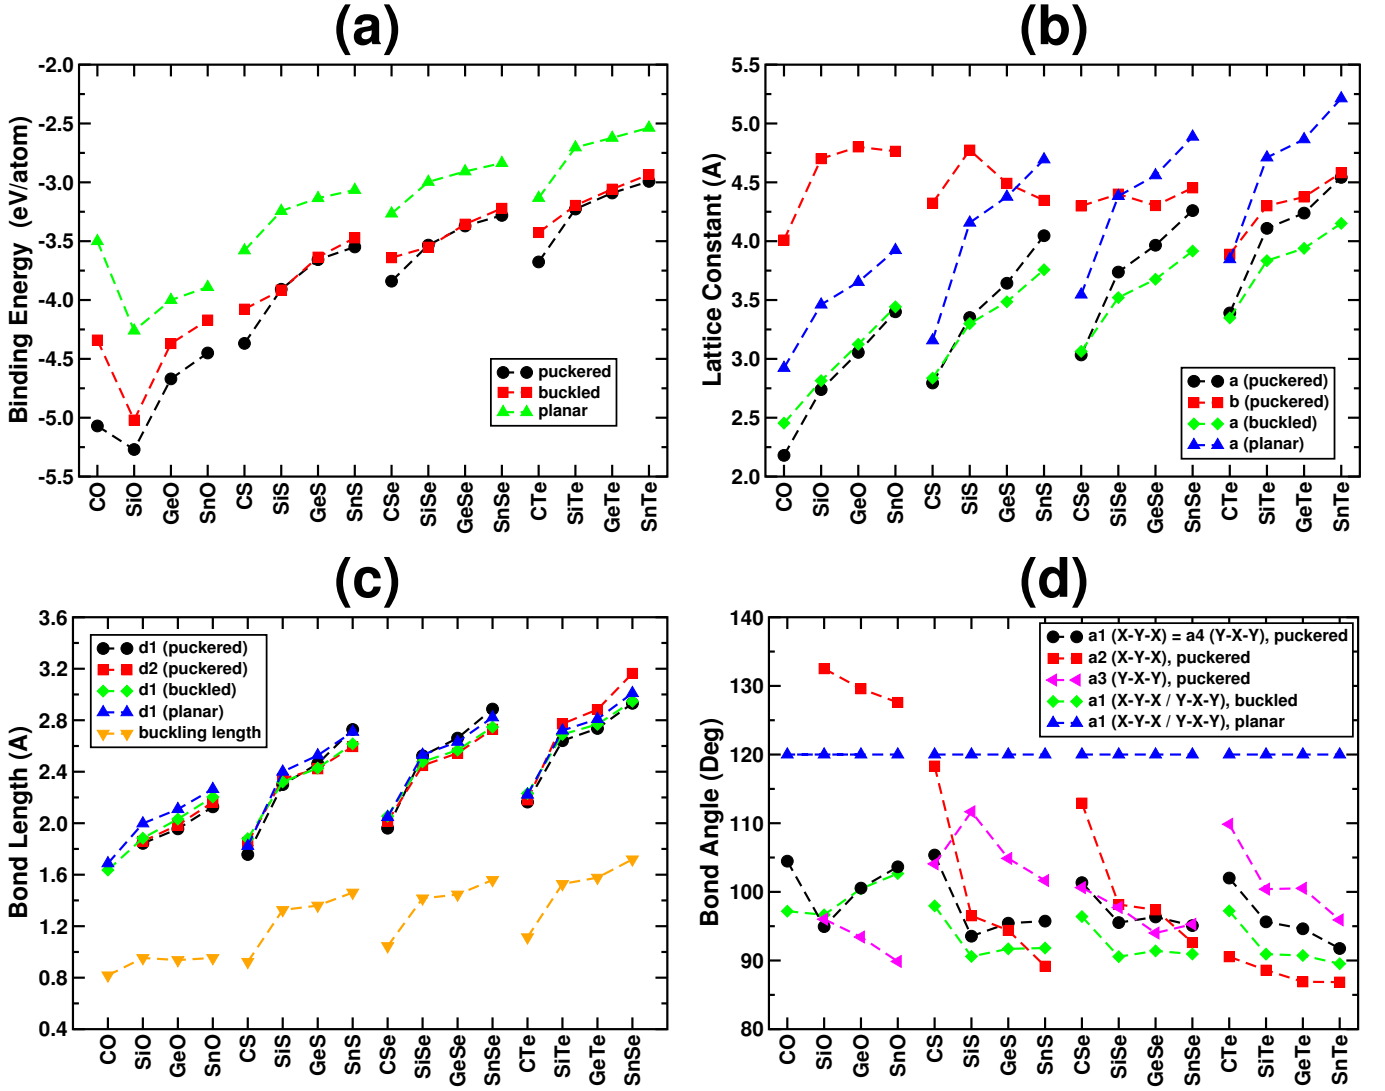 (a)
-2.0
-2.5
-3.0
-3.5
-4.0
-4.5
-5.0
-5.5
Binding Energy (eV/atom)
puckered
buckled
planar
CO SiO GeO SnO CS SiS GeS SnS CSe SiSe GeSe SnSe CTe SiTe GeTe SnTe
(b)
5.5
5.0
4.5
4.0
3.5
3.0
2.5
2.0
Lattice Constant (A)
a (puckered)
b (puckered)
a (buckled)
a (planar)
CO SiO GeO SnO CS SiS GeS SnS CSe SiSe GeSe SnSe CTe SiTe GeTe SnTe
(c)
3.6
3.2
2.8
2.4
2.0
1.6
1.2
0.8
0.4
Bond Length (A)
d1 (puckered)
d2 (puckered)
d1 (buckled)
d1 (planar)
buckling length
CO SiO GeO SnO CS SiS GeS SnS CSe SiSe GeSe SnSe CTe SiTe GeTe SnSe
(d)
140
130
120
110
100
90
80
Bond Angle (Deg)
a1 (X-Y-X) = a4 (Y-X-Y), puckered
a2 (X-Y-X), puckered
a3 (Y-X-Y), puckered
a1 (X-Y-X / Y-X-Y), buckled
a1 (X-Y-X / Y-X-Y), planar
CO SiO GeO SnO CS SiS GeS SnS CSe SiSe GeSe SnSe CTe SiTe GeTe SnTe